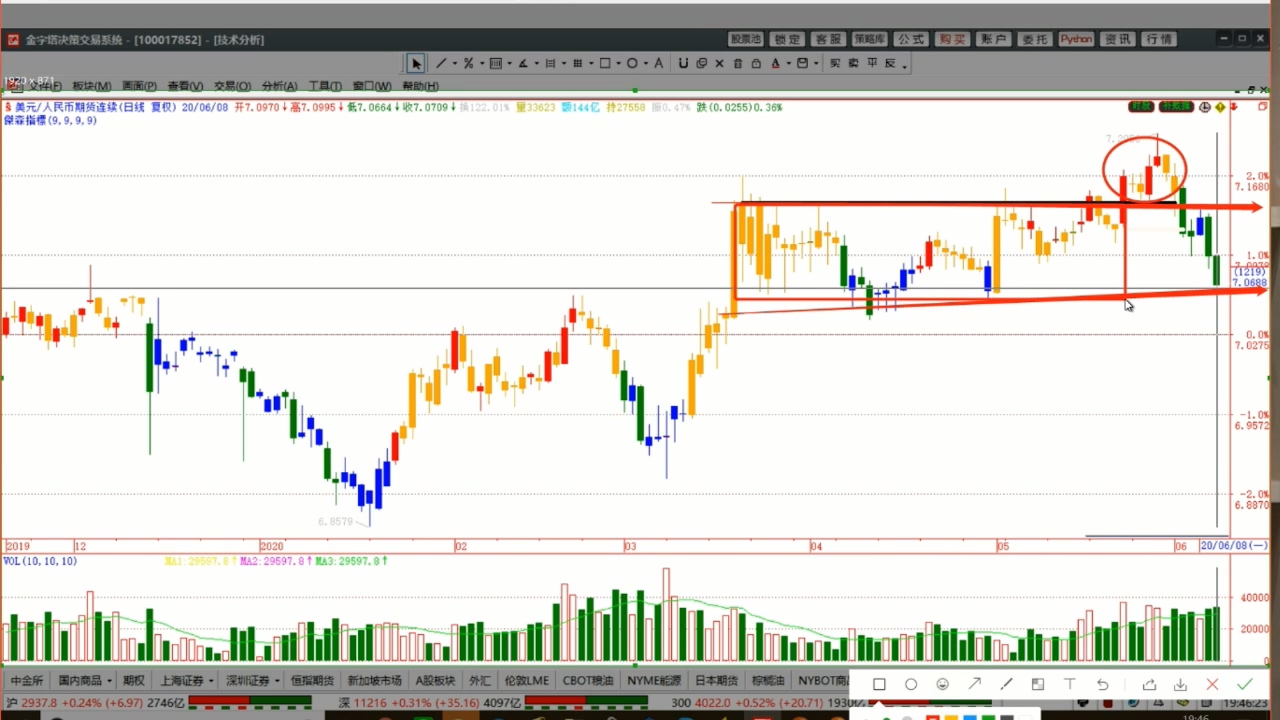 金字塔决策交易系统 - [100017852] - [技术分析]
股票池 锁定 客服 策略库 公式 购买 账户 委托 Python 资讯 行情
买 卖 平 反
1920 x 871
文件(F) 板块(M) 画面(P) 查看(V) 交易(O) 分析(A) 工具(T) 窗口(W) 帮助(H)
美元/人民币期货连续(日线 复权) 20/06/08 开7.0970↓高7.0995↓低7.0664↓收7.0709↓换122.01% 量33623 额144亿 持27558 振0.47% 跌(0.0255)0.36%
傑霖指標(9,9,9,9)
2.0%
7.1680
1.0%
(1219)
7.0688
0.0%
7.0275
-1.0%
6.9572
-2.0%
6.8870
6.8579
2019 12 2020 02 03 04 05 06 20/06/08(一)
VOL(10,10,10) MA1:29597.8↑MA2:29597.8↑MA3:29597.8↑
40000
20000
0
中金所 国内商品 期权 上海证券 深圳证券 恒指期货 新加坡市场 A股板块 外汇 伦敦LME CBOT粮油 NYME能源 日本期货 棕榈油 NYBOT商
沪 2937.8 +0.24 (+6.97) 2746亿 深 11216 +0.31% (+35.16) 4097亿 300 4022.0 +0.52% (+20.71) 1930亿 19:46:23
19:46